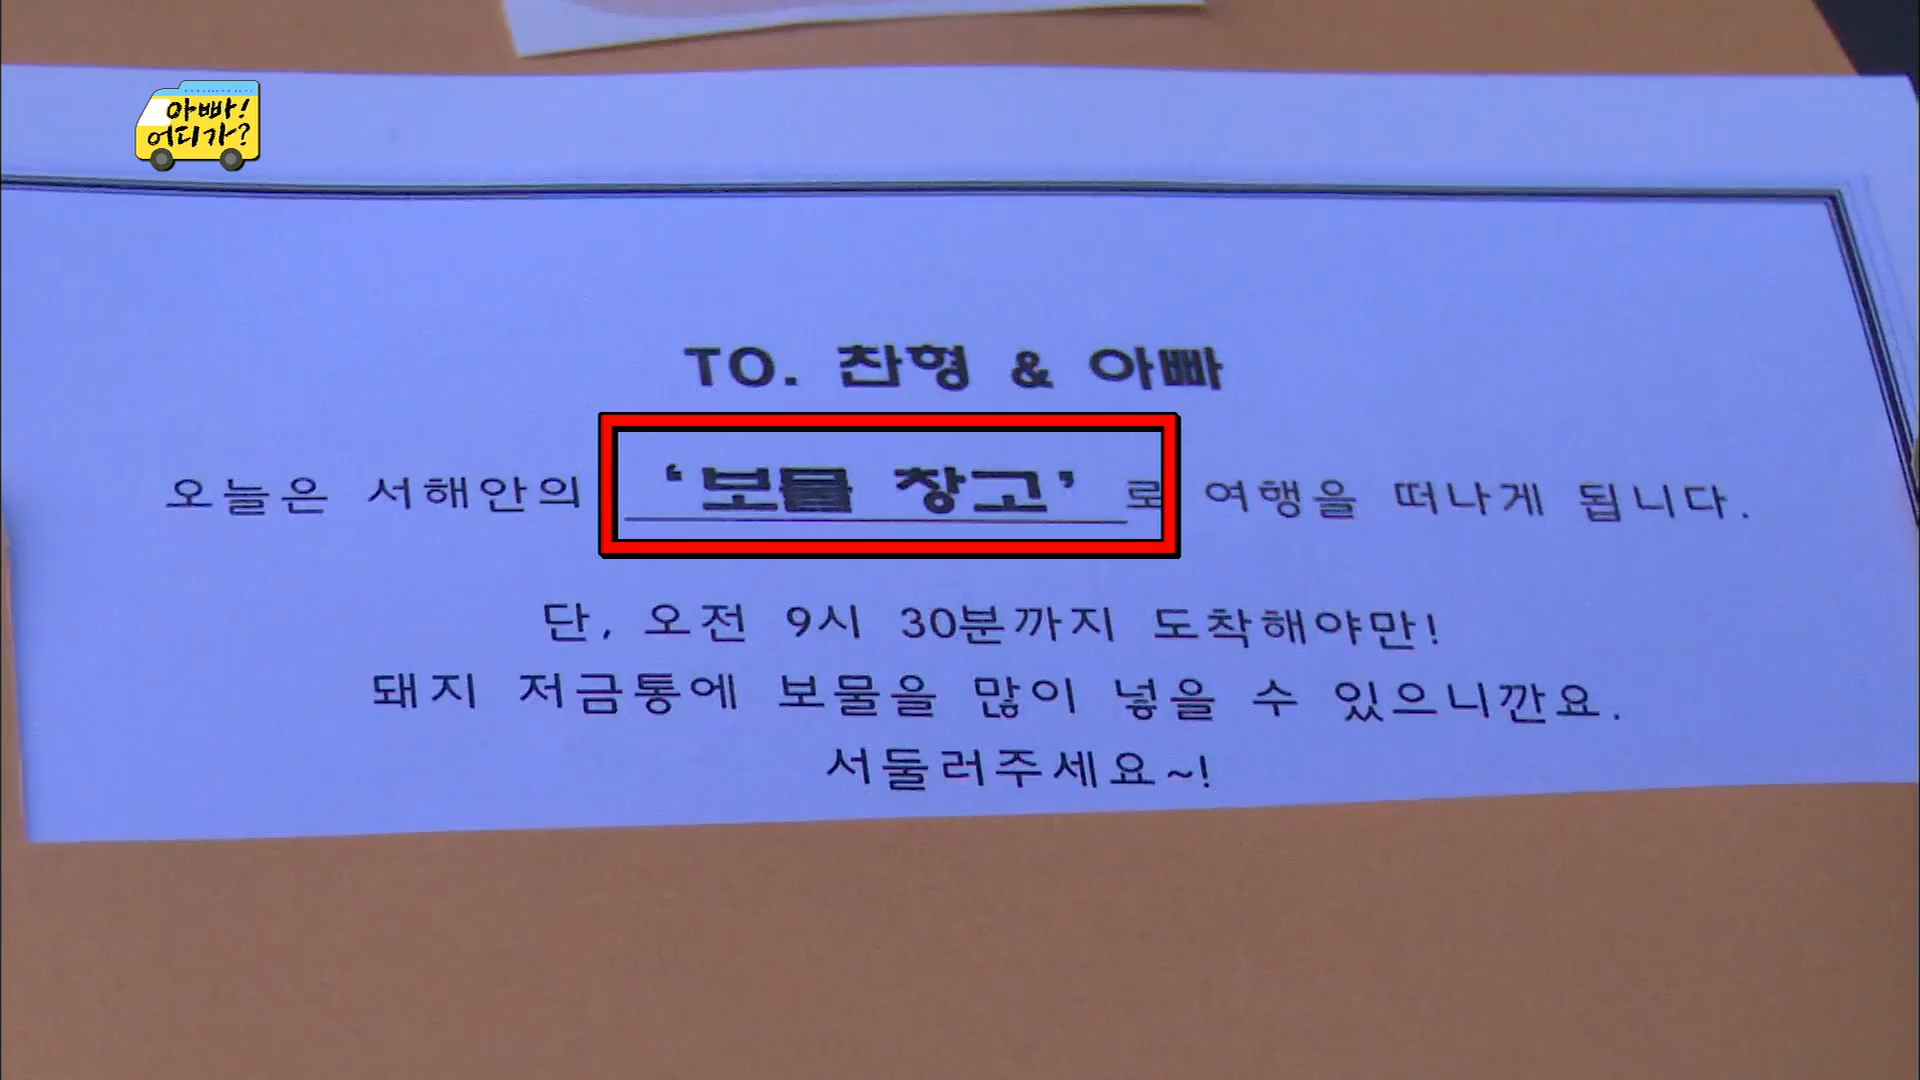 아빠!
어디가?
TO. 찬형 & 아빠
오늘은 서해안의 '보물 창고'로 여행을 떠나게 됩니다.
단, 오전 9시 30분까지 도착해야만!
돼지 저금통에 보물을 많이 넣을 수 있으니깐요.
서둘러주세요~!